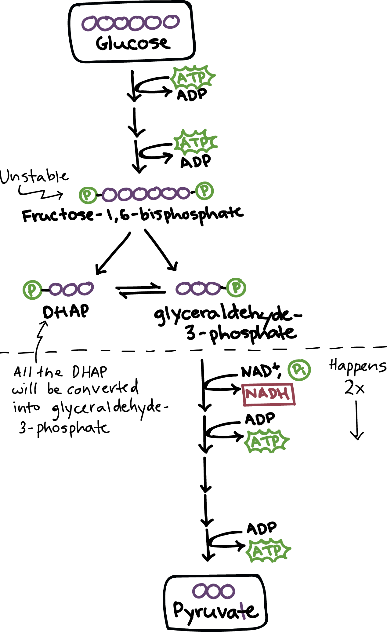 Glucose
ATP
ADP
ATP
ADP
Unstable
P
P
Fructose-1,6-bisphosphate
P
P
DHAP
glyceraldehyde-
3-phosphate
All the DHAP
will be converted
into glyceraldehyde-
3-phosphate
NAD+, Pi
NADH
Happens
2x
ADP
ATP
ADP
ATP
Pyruvate